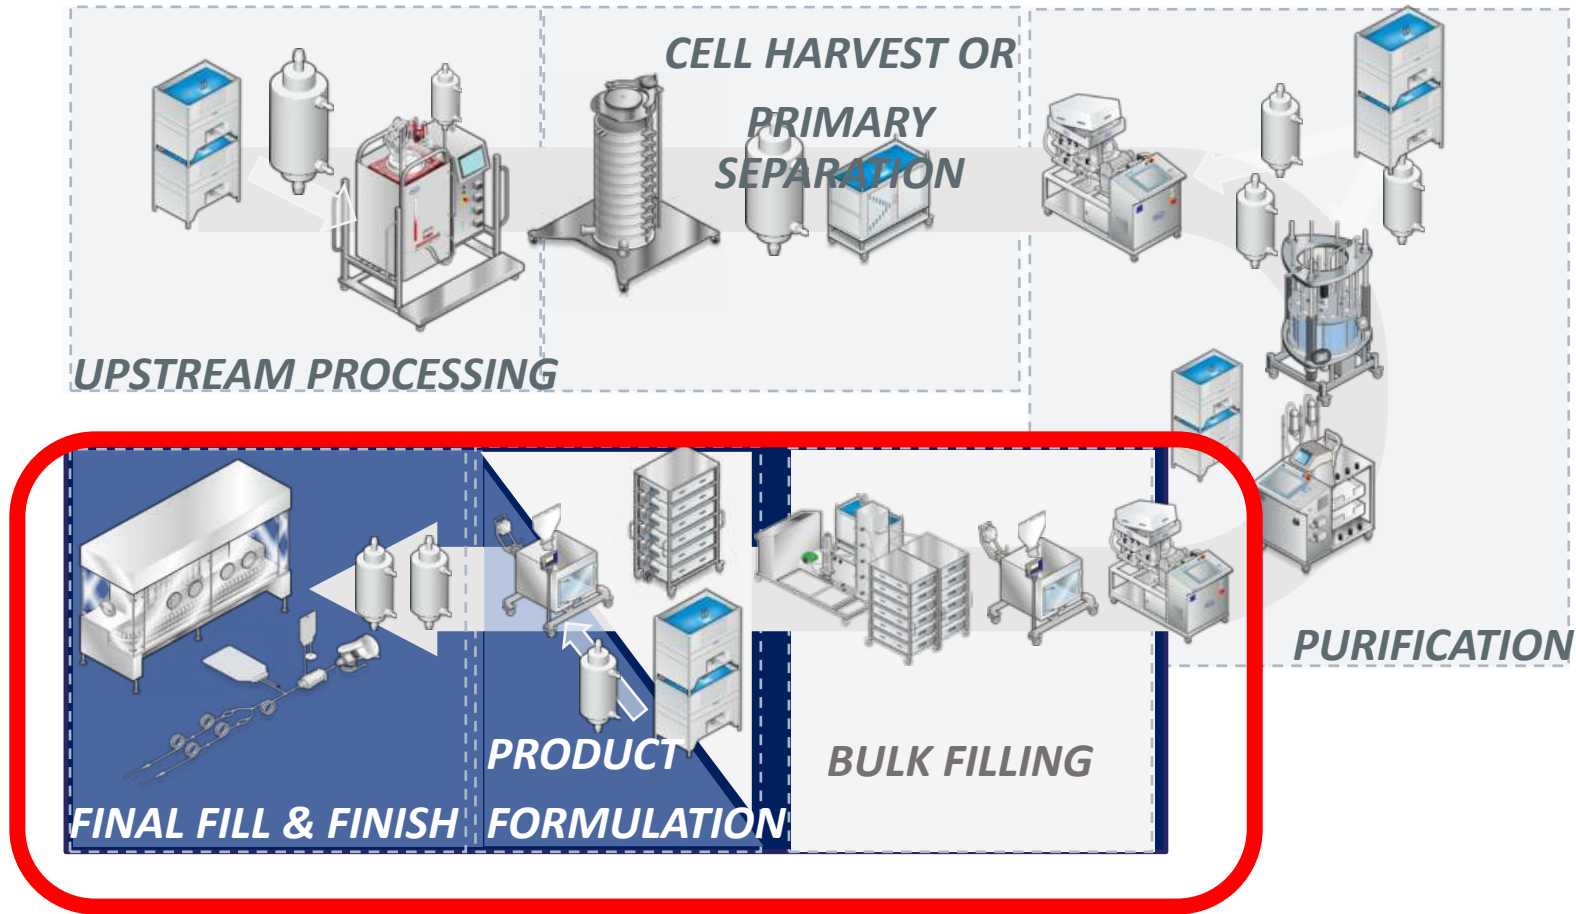 CELL HARVEST OR
PRIMARY
SEPARATION
UPSTREAM PROCESSING
PURIFICATION
PRODUCT
FORMULATION
BULK FILLING
FINAL FILL & FINISH